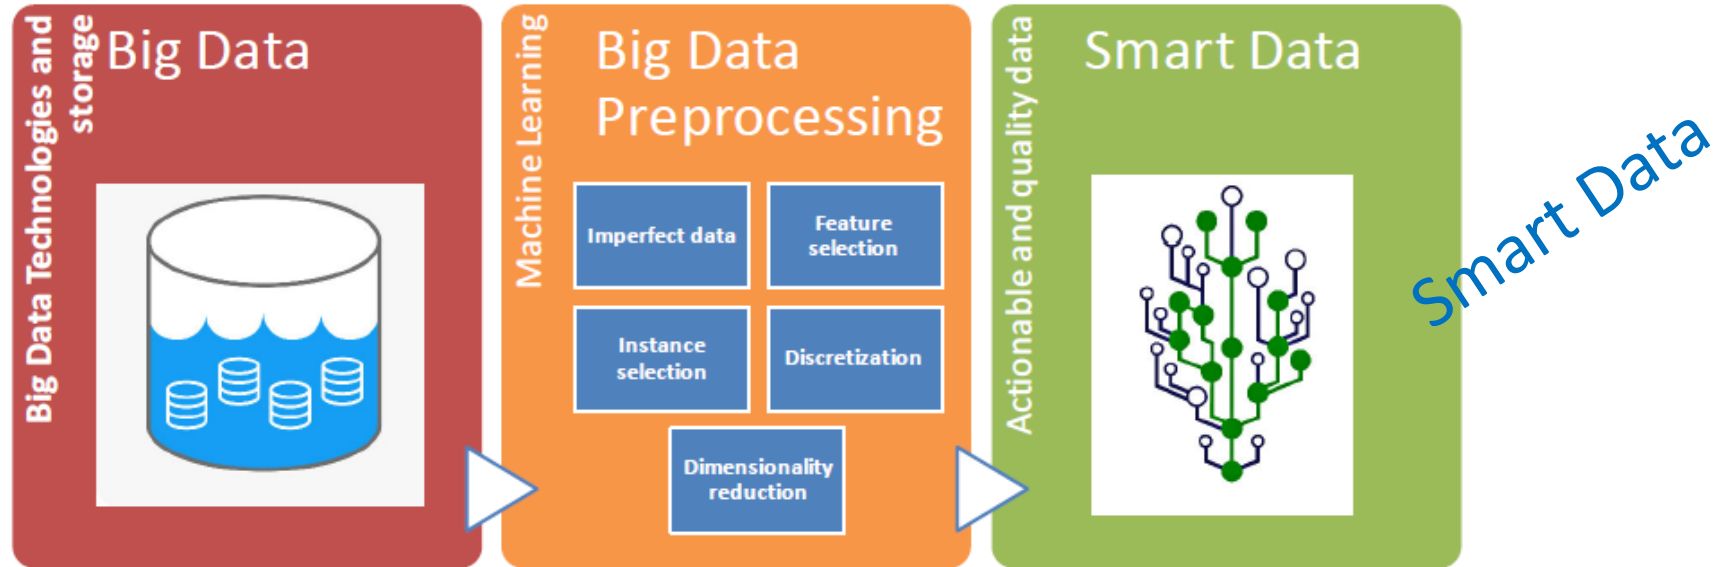 Big Data Technologies and
storage
Big Data
Machine Learning
Big Data
Preprocessing
Imperfect data
Feature
selection
Instance
selection
Discretization
Dimensionality
reduction
Actionable and quality data
Smart Data
Smart Data